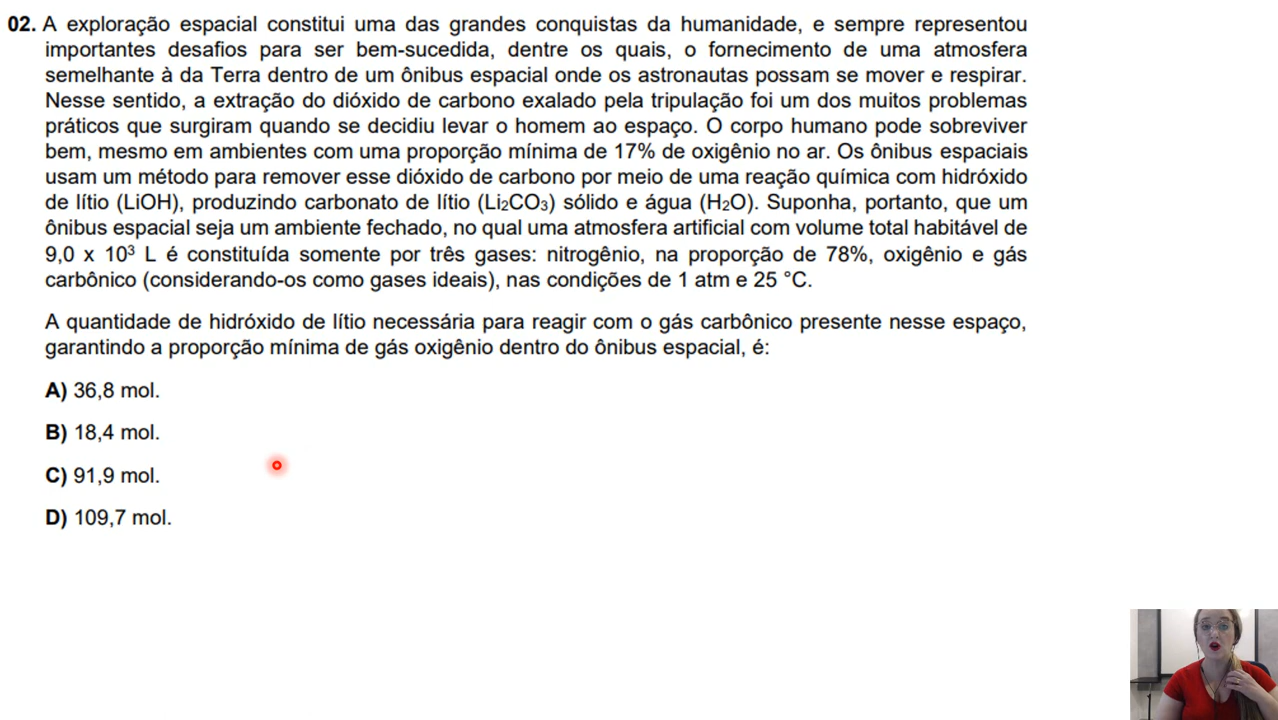 02. A exploração espacial constitui uma das grandes conquistas da humanidade, e sempre representou
importantes desafios para ser bem-sucedida, dentre os quais, o fornecimento de uma atmosfera
semelhante à da Terra dentro de um ônibus espacial onde os astronautas possam se mover e respirar.
Nesse sentido, a extração do dióxido de carbono exalado pela tripulação foi um dos muitos problemas
práticos que surgiram quando se decidiu levar o homem ao espaço. O corpo humano pode sobreviver
bem, mesmo em ambientes com uma proporção mínima de 17% de oxigênio no ar. Os ônibus espaciais
usam um método para remover esse dióxido de carbono por meio de uma reação química com hidróxido
de lítio (LiOH), produzindo carbonato de lítio (Li₂CO₃) sólido e água (H₂O). Suponha, portanto, que um
ônibus espacial seja um ambiente fechado, no qual uma atmosfera artificial com volume total habitável de
9,0 x 10³ L é constituída somente por três gases: nitrogênio, na proporção de 78%, oxigênio e gás
carbônico (considerando-os como gases ideais), nas condições de 1 atm e 25 °C.
A quantidade de hidróxido de lítio necessária para reagir com o gás carbônico presente nesse espaço,
garantindo a proporção mínima de gás oxigênio dentro do ônibus espacial, é:
A) 36,8 mol.
B) 18,4 mol.
C) 91,9 mol.
D) 109,7 mol.